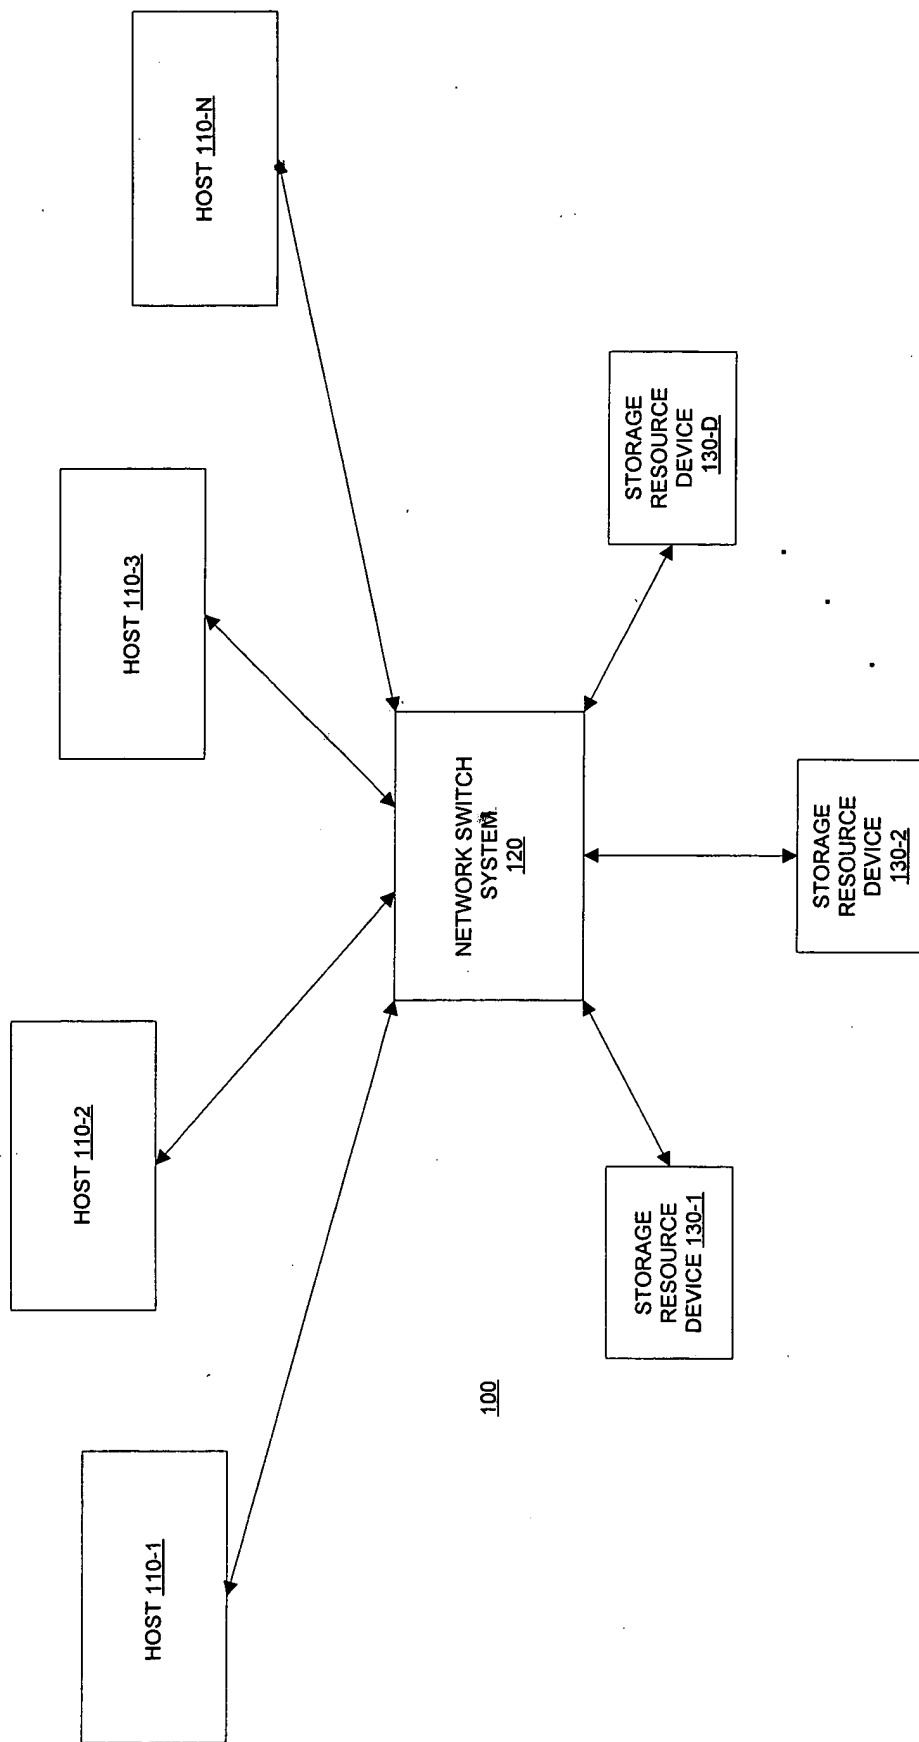 HOST 110-1
HOST 110-2
HOST 110-3
HOST 110-N
NETWORK SWITCH
SYSTEM
120
STORAGE
RESOURCE
DEVICE 130-1
STORAGE
RESOURCE
DEVICE
130-2
STORAGE
RESOURCE
DEVICE
130-D
100